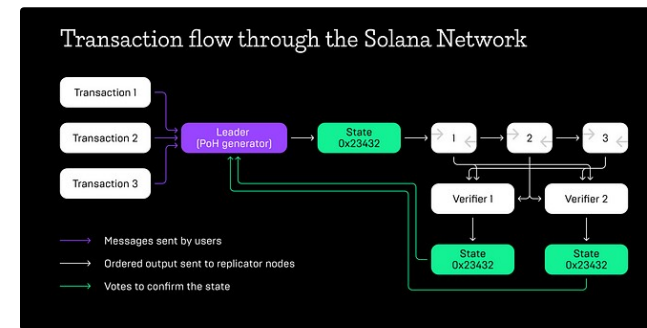 Transaction flow through the Solana Network
Transaction 1
Transaction 2
Transaction 3
Leader
(PoH generator)
State
0x23432
1
2
3
Verifier 1
Verifier 2
State
0x23432
State
0x23432
Messages sent by users
Ordered output sent to replicator nodes
Votes to confirm the state